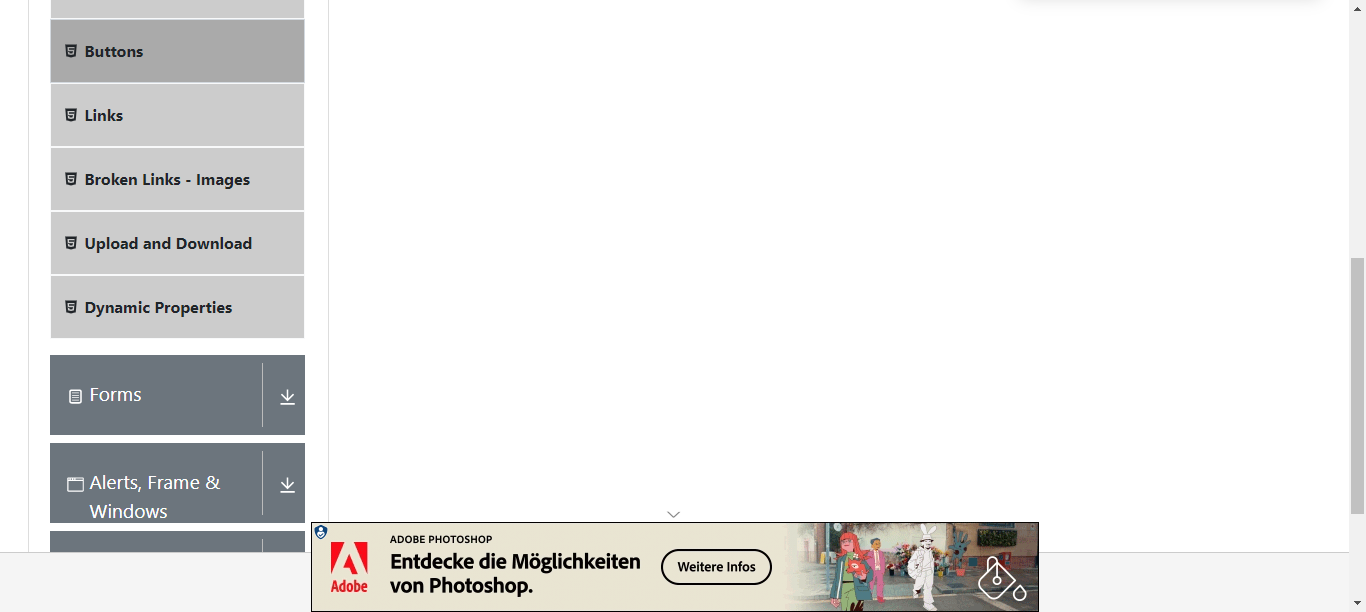 Buttons
Links
Broken Links - Images
Upload and Download
Dynamic Properties
Forms
Alerts, Frame &
Windows
ADOBE PHOTOSHOP
Entdecke die Möglichkeiten
von Photoshop.
Weitere Infos
Adobe